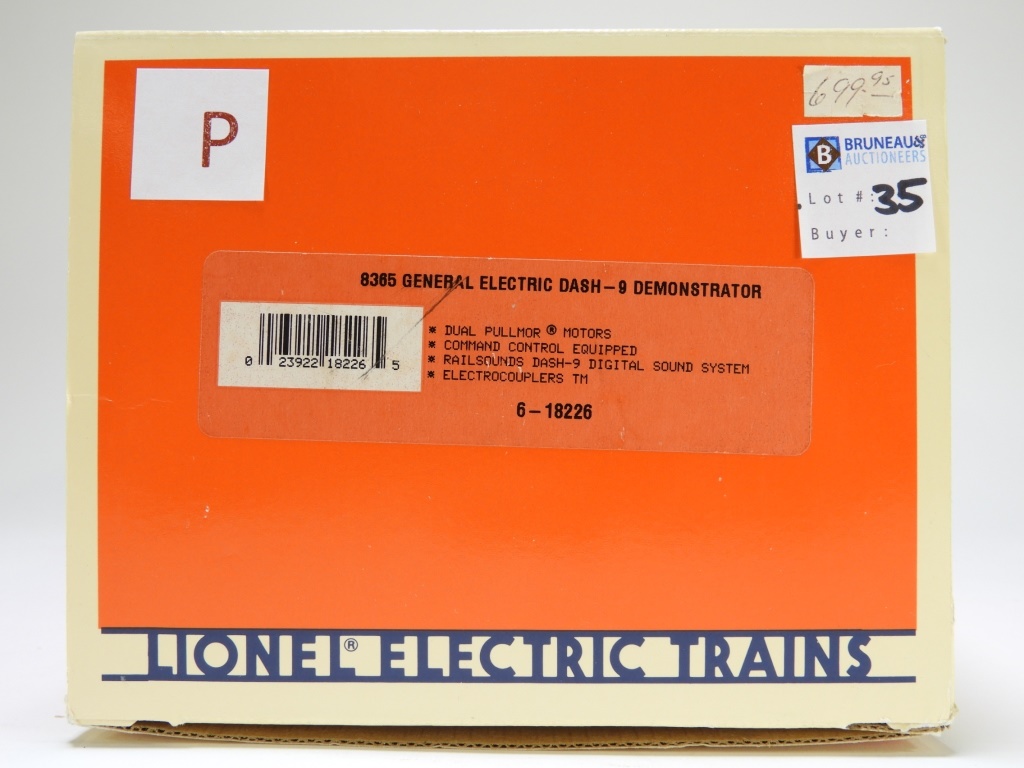 P
699.95
B BRUNEAU &
AUCTIONEERS
Lot #: 35
Buyer:
8365 GENERAL ELECTRIC DASH-9 DEMONSTRATOR
* DUAL PULLMOR ® MOTORS
* COMMAND CONTROL EQUIPPED
* RAILSOUNDS DASH-9 DIGITAL SOUND SYSTEM
* ELECTROCOUPLERS TM
0 23922 18226 5
6-18226
LIONEL® ELECTRIC TRAINS